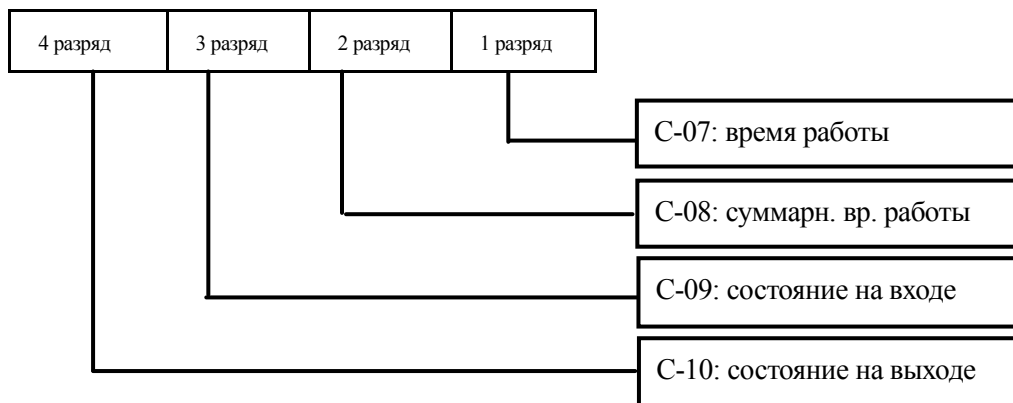 4 разряд 3 разряд 2 разряд 1 разряд
С-07: время работы
С-08: суммарн. вр. работы
С-09: состояние на входе
С-10: состояние на выходе